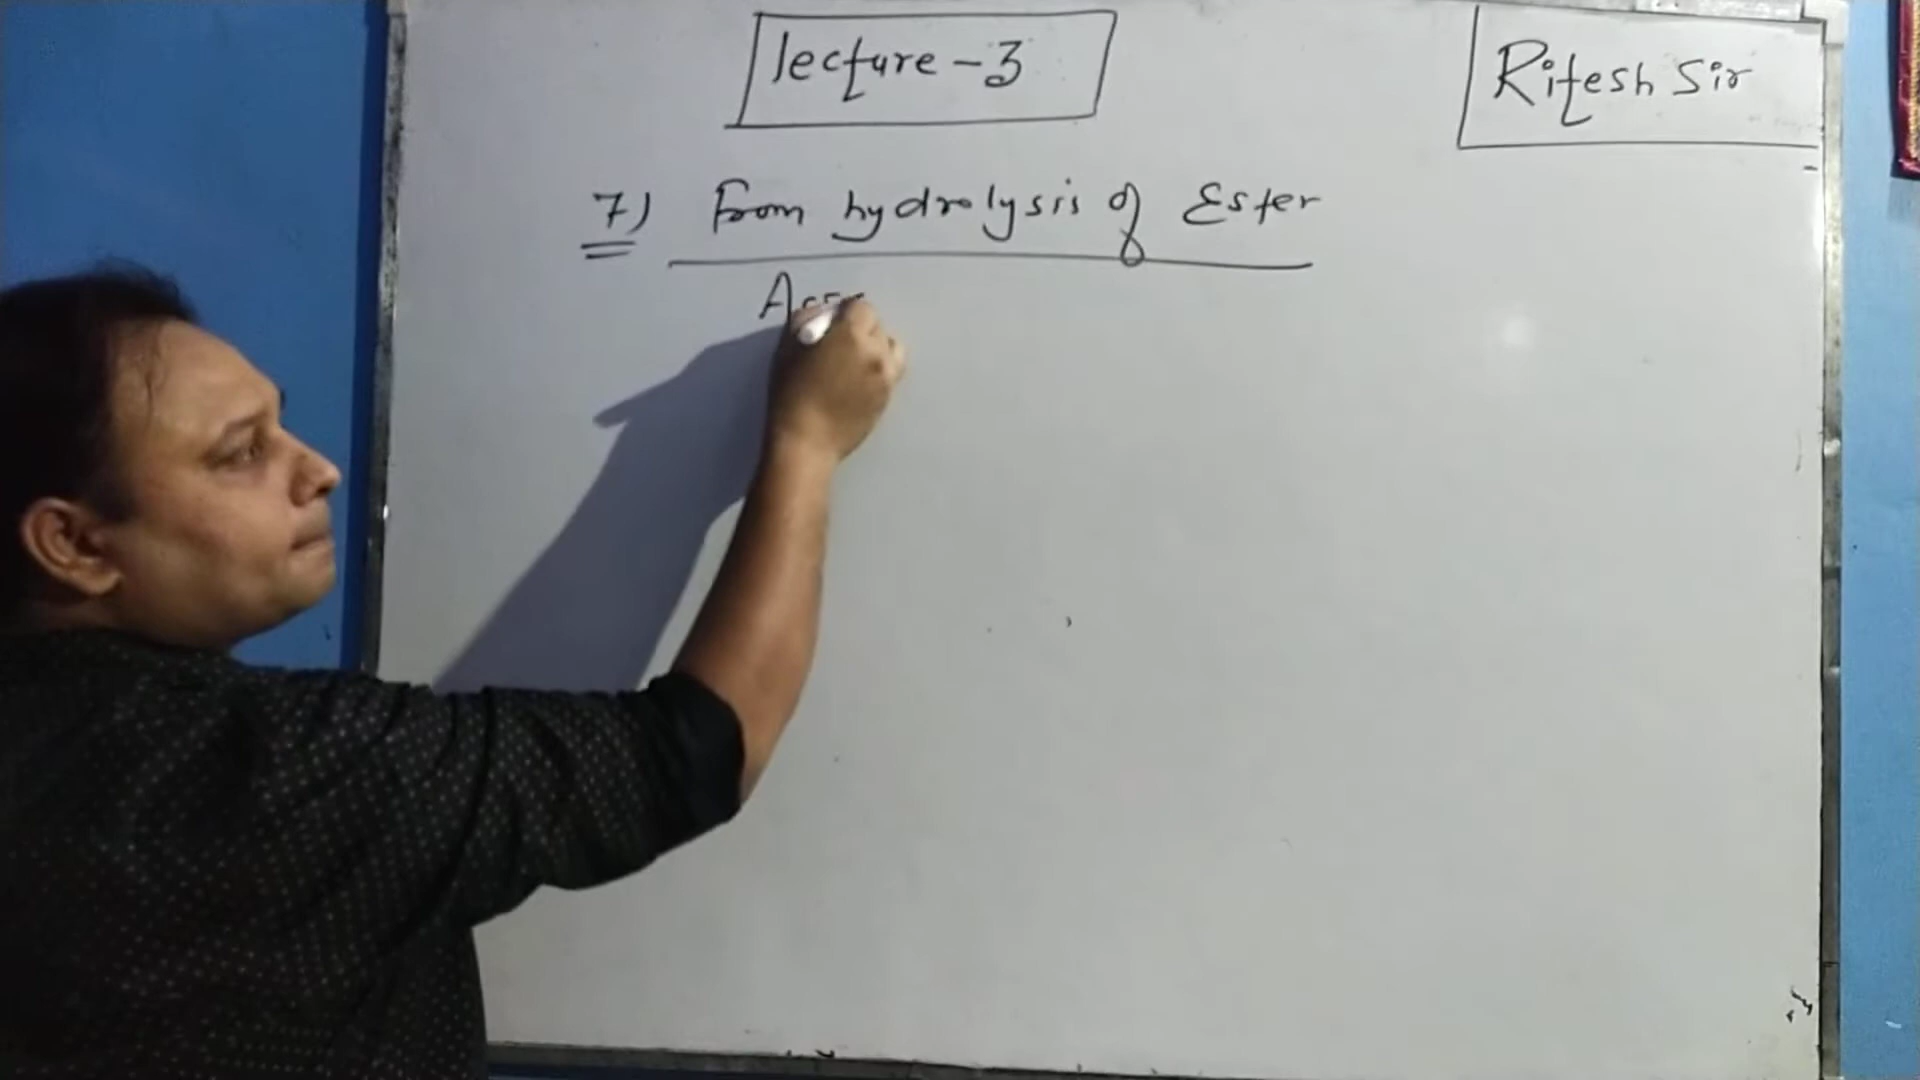 lecture - 3
Ritesh Sir
7) From hydrolysis of Ester